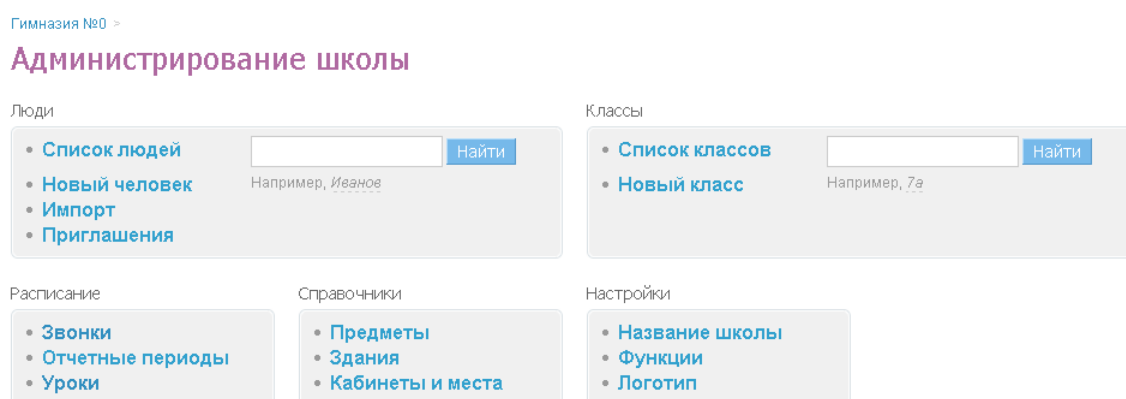 Гимназия №0 >
Администрирование школы
Люди
• Список людей
Найти
• Новый человек
Например, Иванов
• Импорт
• Приглашения
Классы
• Список классов
Найти
• Новый класс
Например, 7а
Расписание
• Звонки
• Отчетные периоды
• Уроки
Справочники
• Предметы
• Здания
• Кабинеты и места
Настройки
• Название школы
• Функции
• Логотип